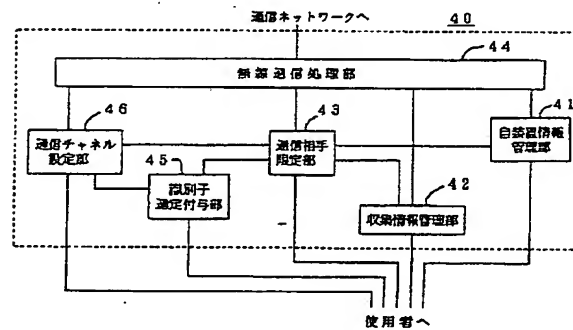 通信ネットワークへ
40
44
無線通信処理部
46
43
41
通信チャネル
設定部
45
通信相手
限定部
自装置情報
管理部
識別子
選定付与部
42
収集情報管理部
使用者へ